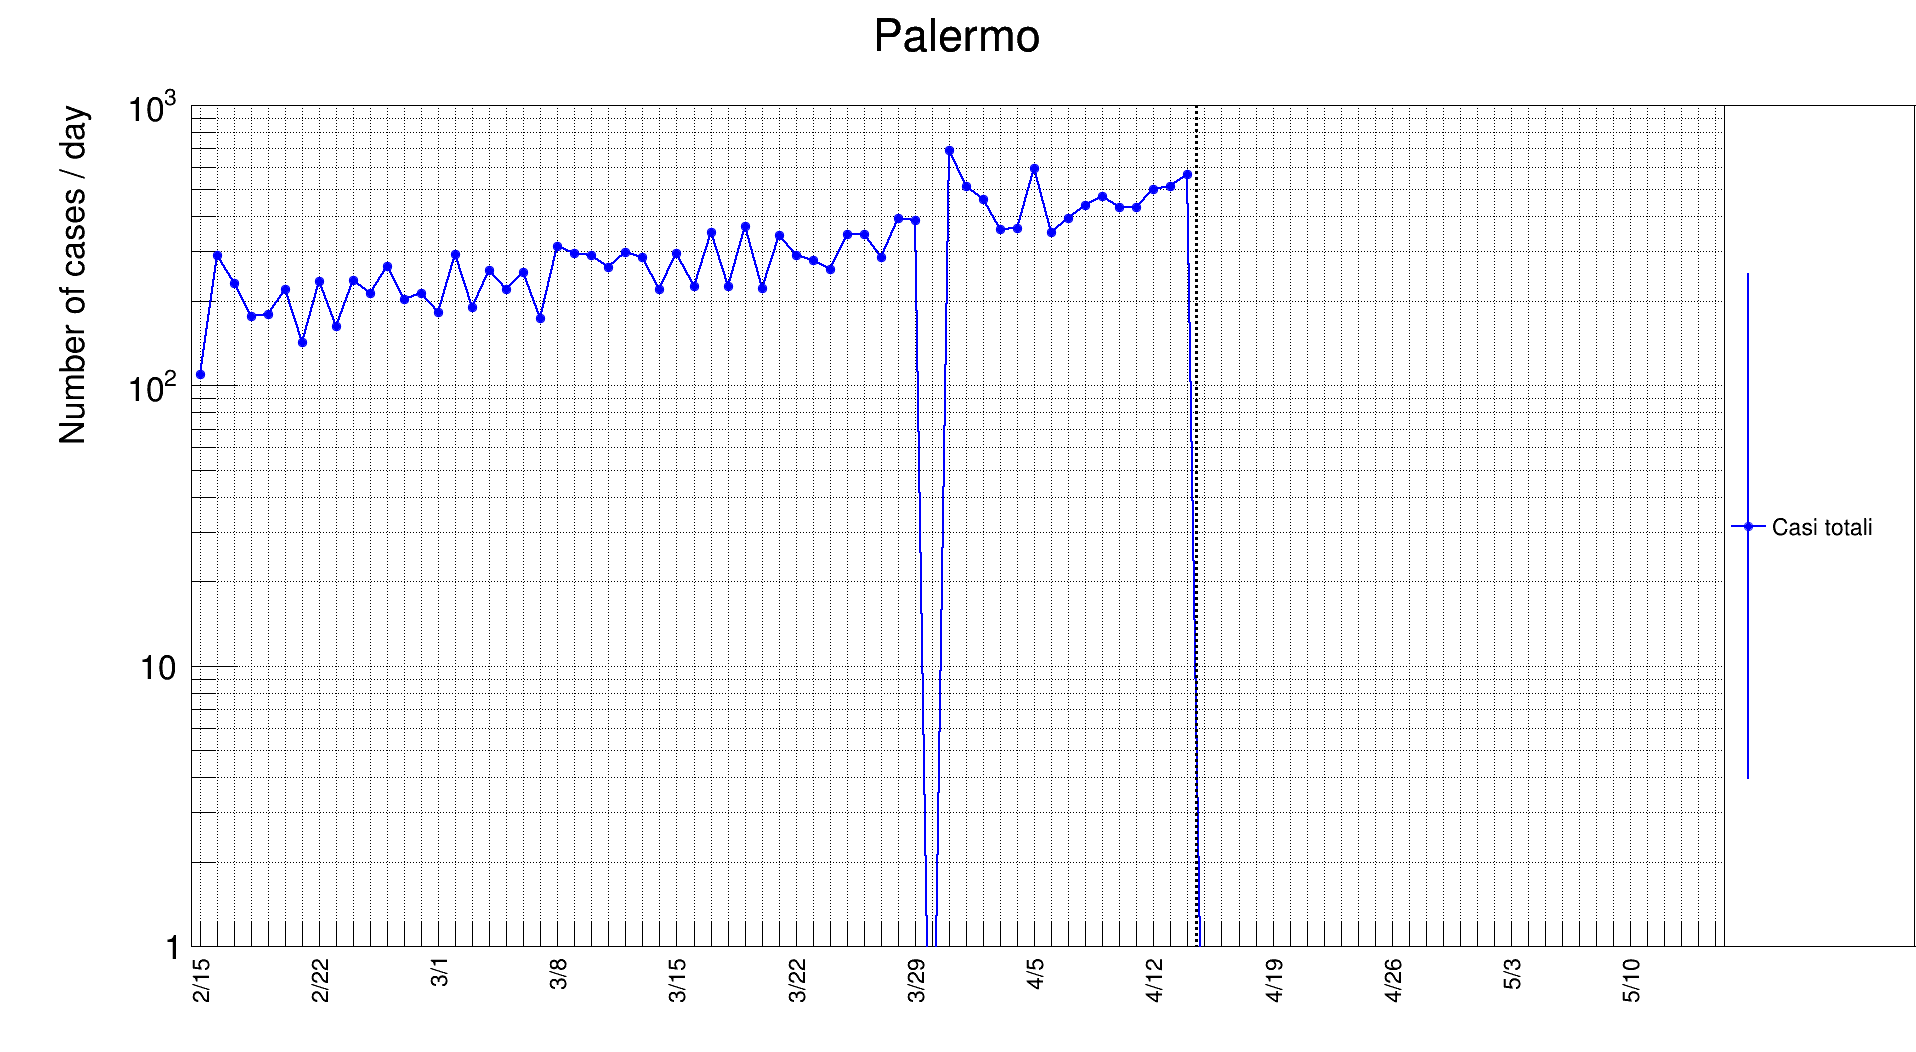 Palermo
Number of cases / day
10³
10²
10
1
2/15 2/22 3/1 3/8 3/15 3/22 3/29 4/5 4/12 4/19 4/26 5/3 5/10
Casi totali